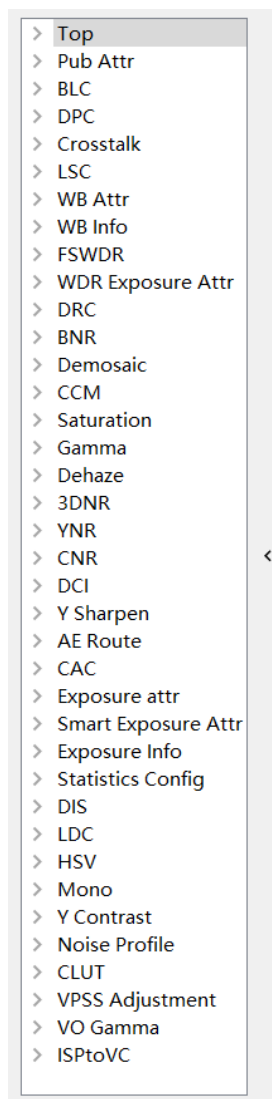 Top
Pub Attr
BLC
DPC
Crosstalk
LSC
WB Attr
WB Info
FSWDR
WDR Exposure Attr
DRC
BNR
Demosaic
CCM
Saturation
Gamma
Dehaze
3DNR
YNR
CNR
DCI
Y Sharpen
AE Route
CAC
Exposure attr
Smart Exposure Attr
Exposure Info
Statistics Config
DIS
LDC
HSV
Mono
Y Contrast
Noise Profile
CLUT
VPSS Adjustment
VO Gamma
ISPtoVC